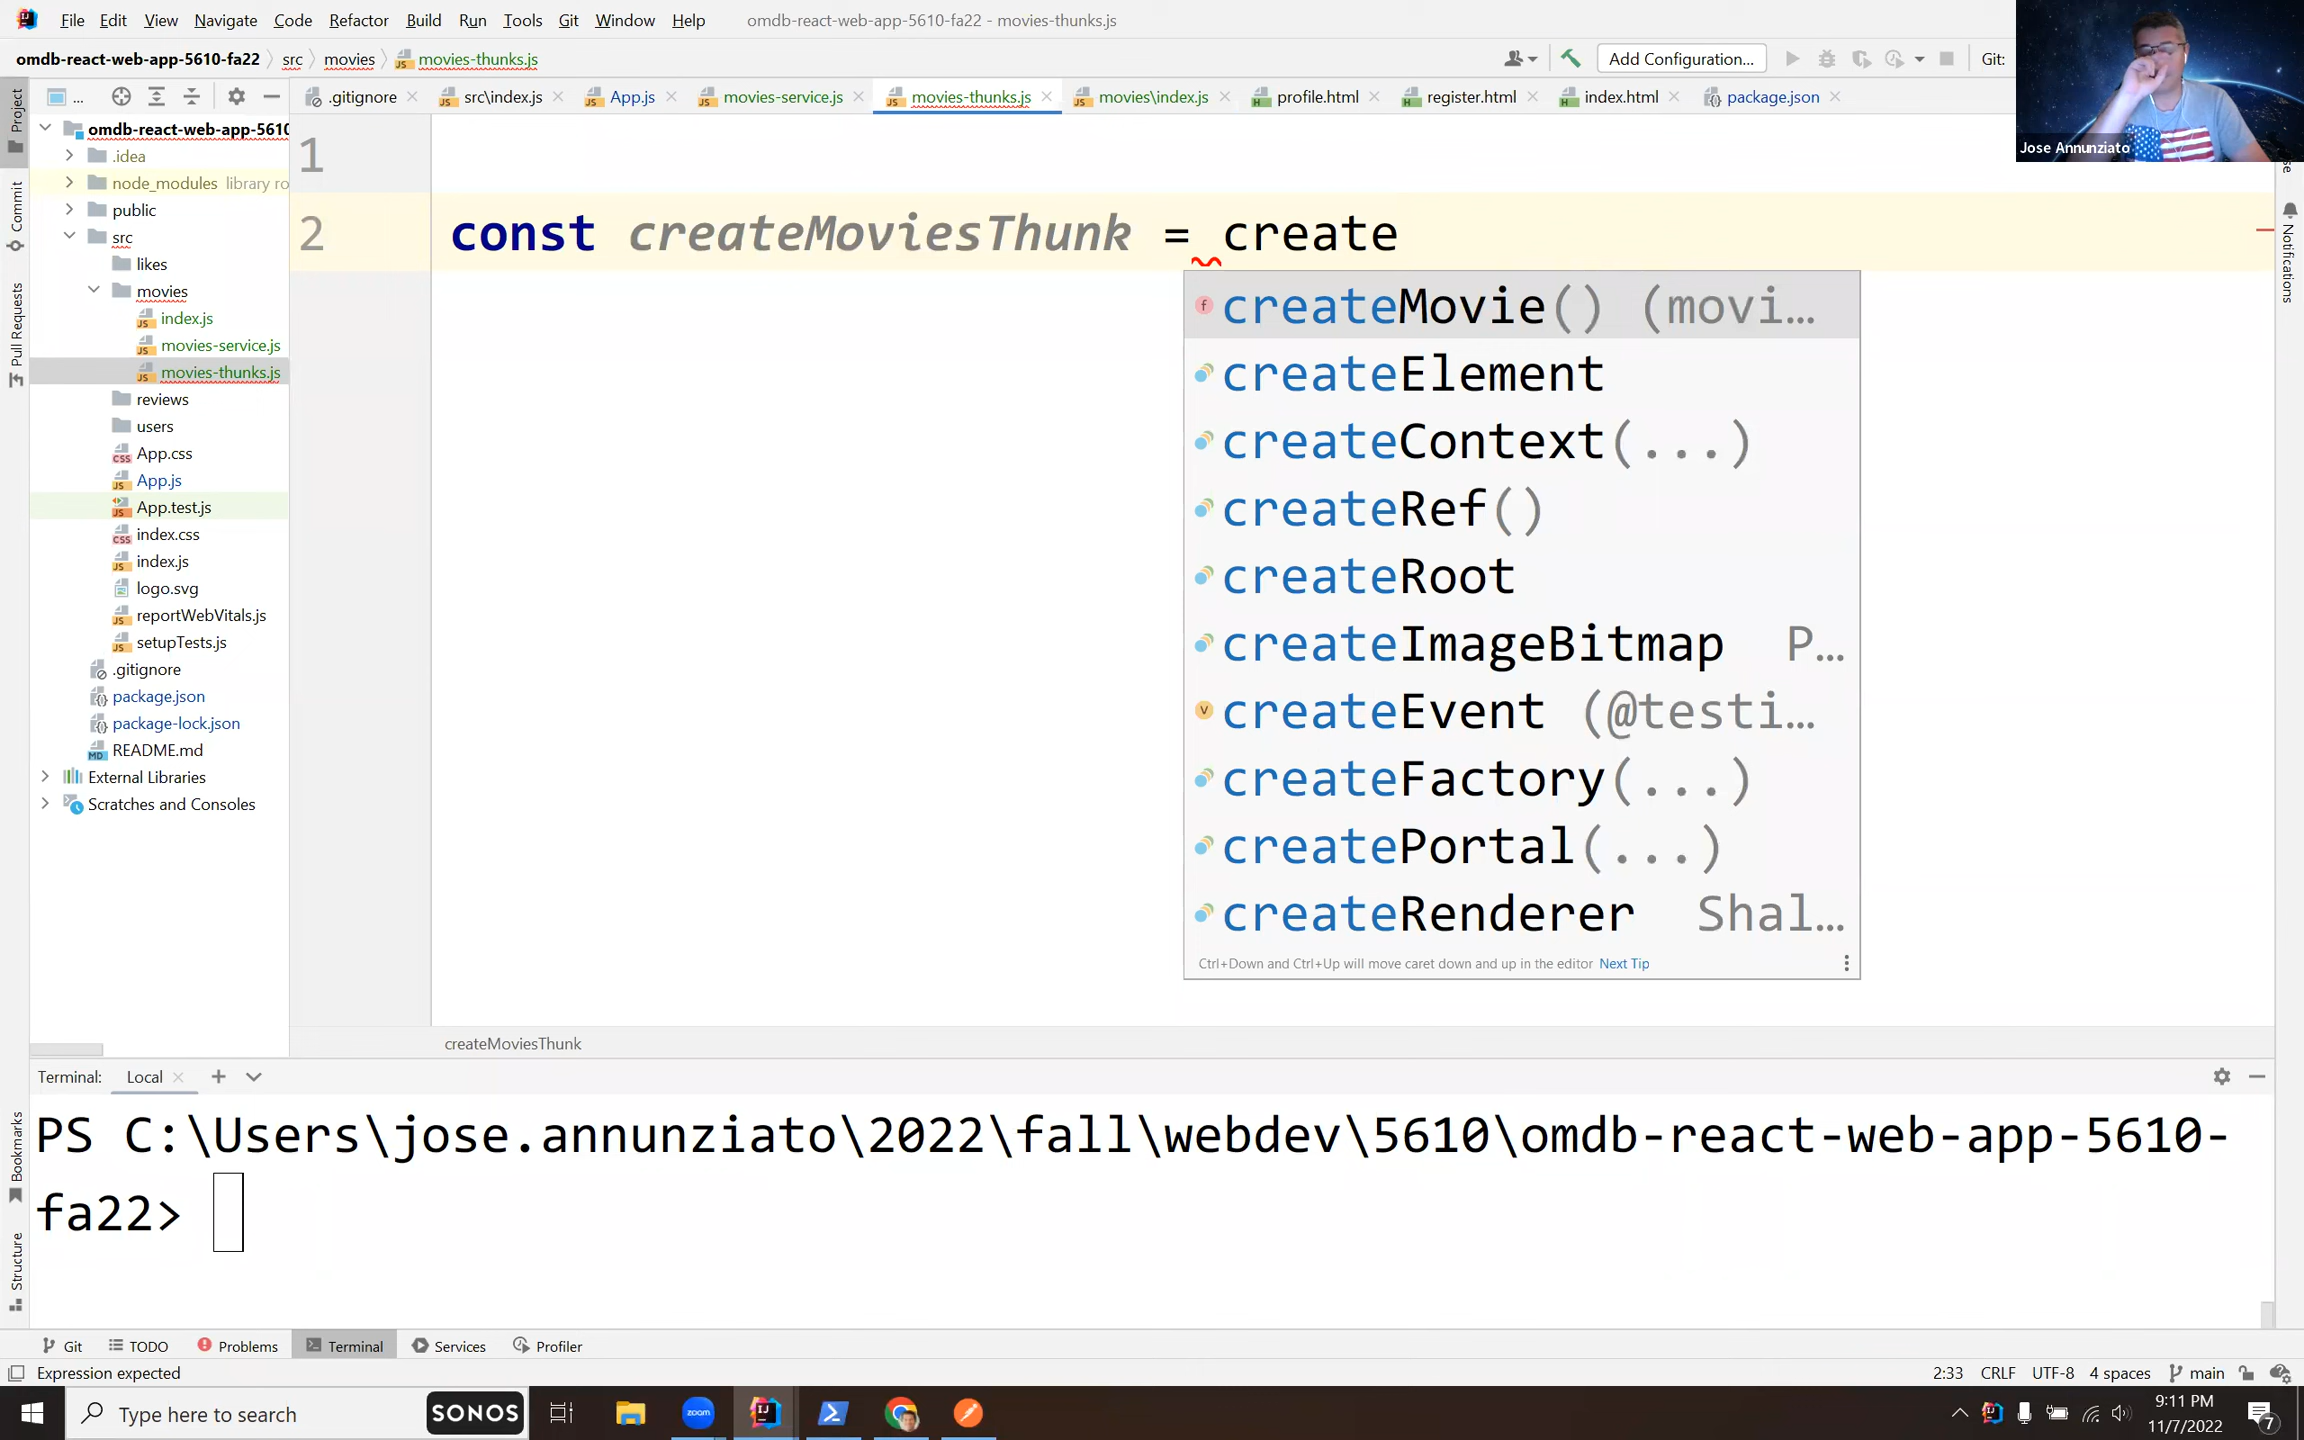 File Edit View Navigate Code Refactor Build Run Tools Git Window Help omdb-react-web-app-5610-fa22 - movies-thunks.js
omdb-react-web-app-5610-fa22 src movies movies-thunks.js Add Configuration... Git:
... .gitignore src\index.js App.js movies-service.js movies-thunks.js movies\index.js profile.html register.html index.html package.json
Jose Annunziato
Project
Commit
Pull Requests
Bookmarks
Structure
Notifications
omdb-react-web-app-5610
.idea
node_modules library ro
public
src
likes
movies
index.js
movies-service.js
movies-thunks.js
reviews
users
App.css
App.js
App.test.js
index.css
index.js
logo.svg
reportWebVitals.js
setupTests.js
.gitignore
package.json
package-lock.json
README.md
External Libraries
Scratches and Consoles
1
2 const createMoviesThunk = create
createMovie() (movi...
createElement
createContext(...)
createRef()
createRoot
createImageBitmap P...
createEvent (@testi...
createFactory(...)
createPortal(...)
createRenderer Shal...
Ctrl+Down and Ctrl+Up will move caret down and up in the editor Next Tip
createMoviesThunk
Terminal: Local
PS C:\Users\jose.annunziato\2022\fall\webdev\5610\omdb-react-web-app-5610-
fa22>
Git TODO Problems Terminal Services Profiler
Expression expected 2:33 CRLF UTF-8 4 spaces main
Type here to search SONOS zoom 9:11 PM
11/7/2022 7